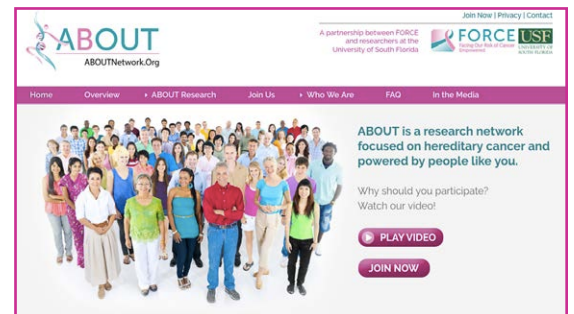 Join Now | Privacy | Contact
ABOUT
ABOUTNetwork.Org
A partnership between FORCE
and researchers at the
University of South Florida
FORCE
Facing Our Risk of Cancer
Empowered
USF
UNIVERSITY OF
SOUTH FLORIDA
Home Overview ABOUT Research Join Us Who We Are FAQ In the Media
ABOUT is a research network
focused on hereditary cancer and
powered by people like you.
Why should you participate?
Watch our video!
PLAY VIDEO
JOIN NOW